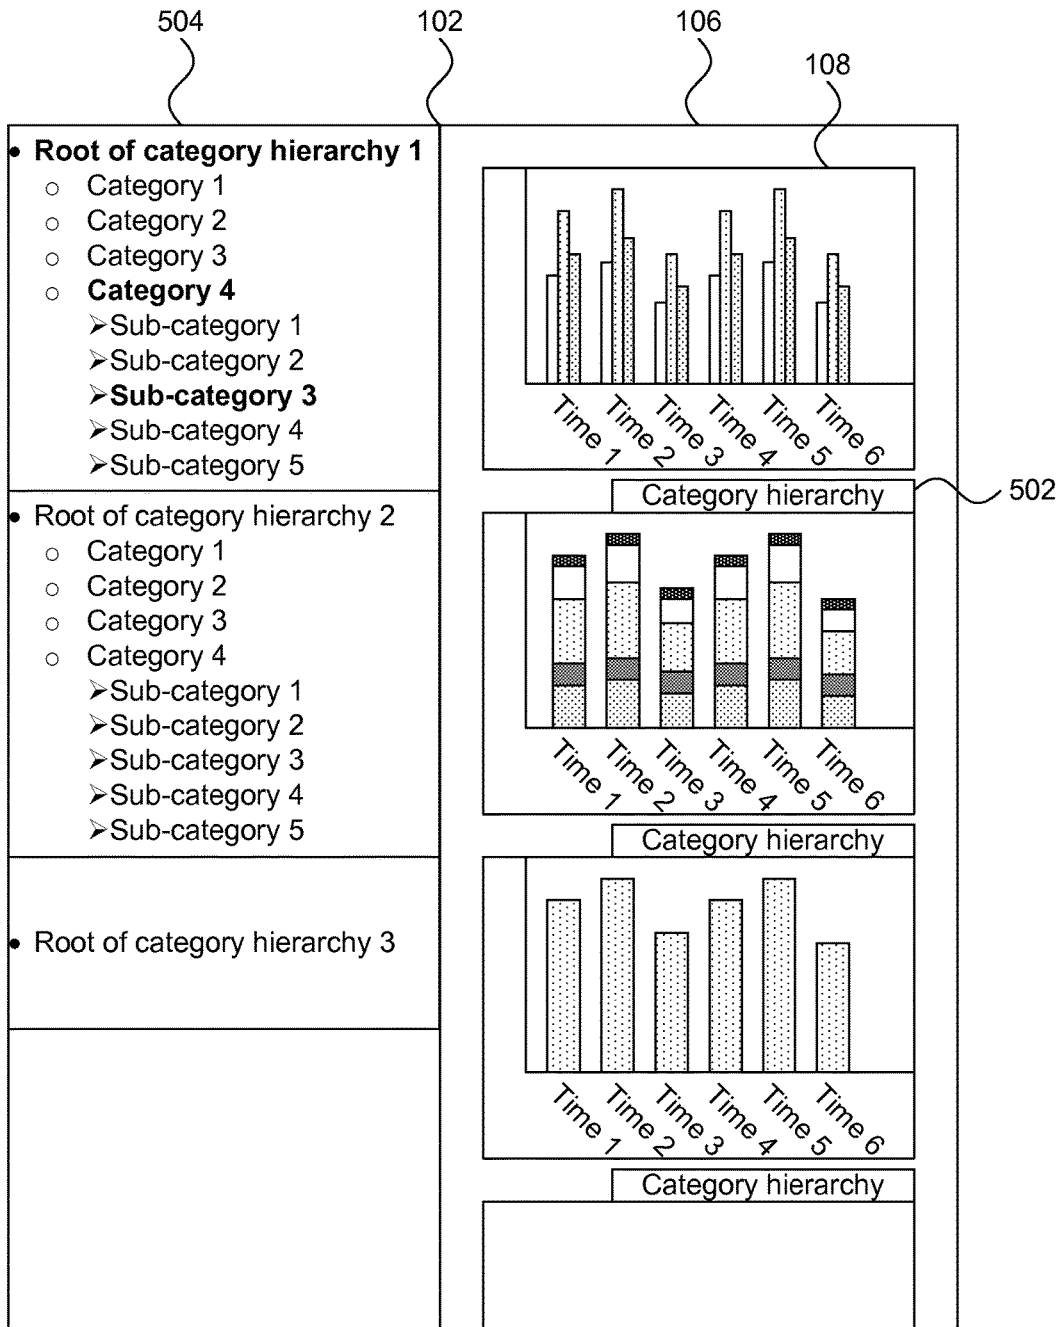 504
102
106
108
• Root of category hierarchy 1
○ Category 1
○ Category 2
○ Category 3
○ Category 4
➢Sub-category 1
➢Sub-category 2
➢Sub-category 3
➢Sub-category 4
➢Sub-category 5
• Root of category hierarchy 2
○ Category 1
○ Category 2
○ Category 3
○ Category 4
➢Sub-category 1
➢Sub-category 2
➢Sub-category 3
➢Sub-category 4
➢Sub-category 5
• Root of category hierarchy 3
Time 1
Time 2
Time 3
Time 4
Time 5
Time 6
Category hierarchy
502
Time 1
Time 2
Time 3
Time 4
Time 5
Time 6
Category hierarchy
Time 1
Time 2
Time 3
Time 4
Time 5
Time 6
Category hierarchy